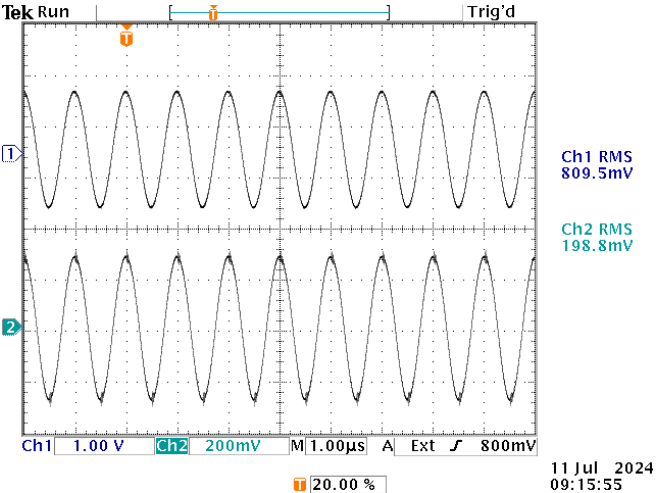 Tek Run Trig'd
T
T
1
Ch1 RMS
809.5mV
Ch2 RMS
198.8mV
2
Ch1 1.00 V Ch2 200mV M 1.00µs A Ext 800mV
T 20.00 %
11 Jul 2024
09:15:55